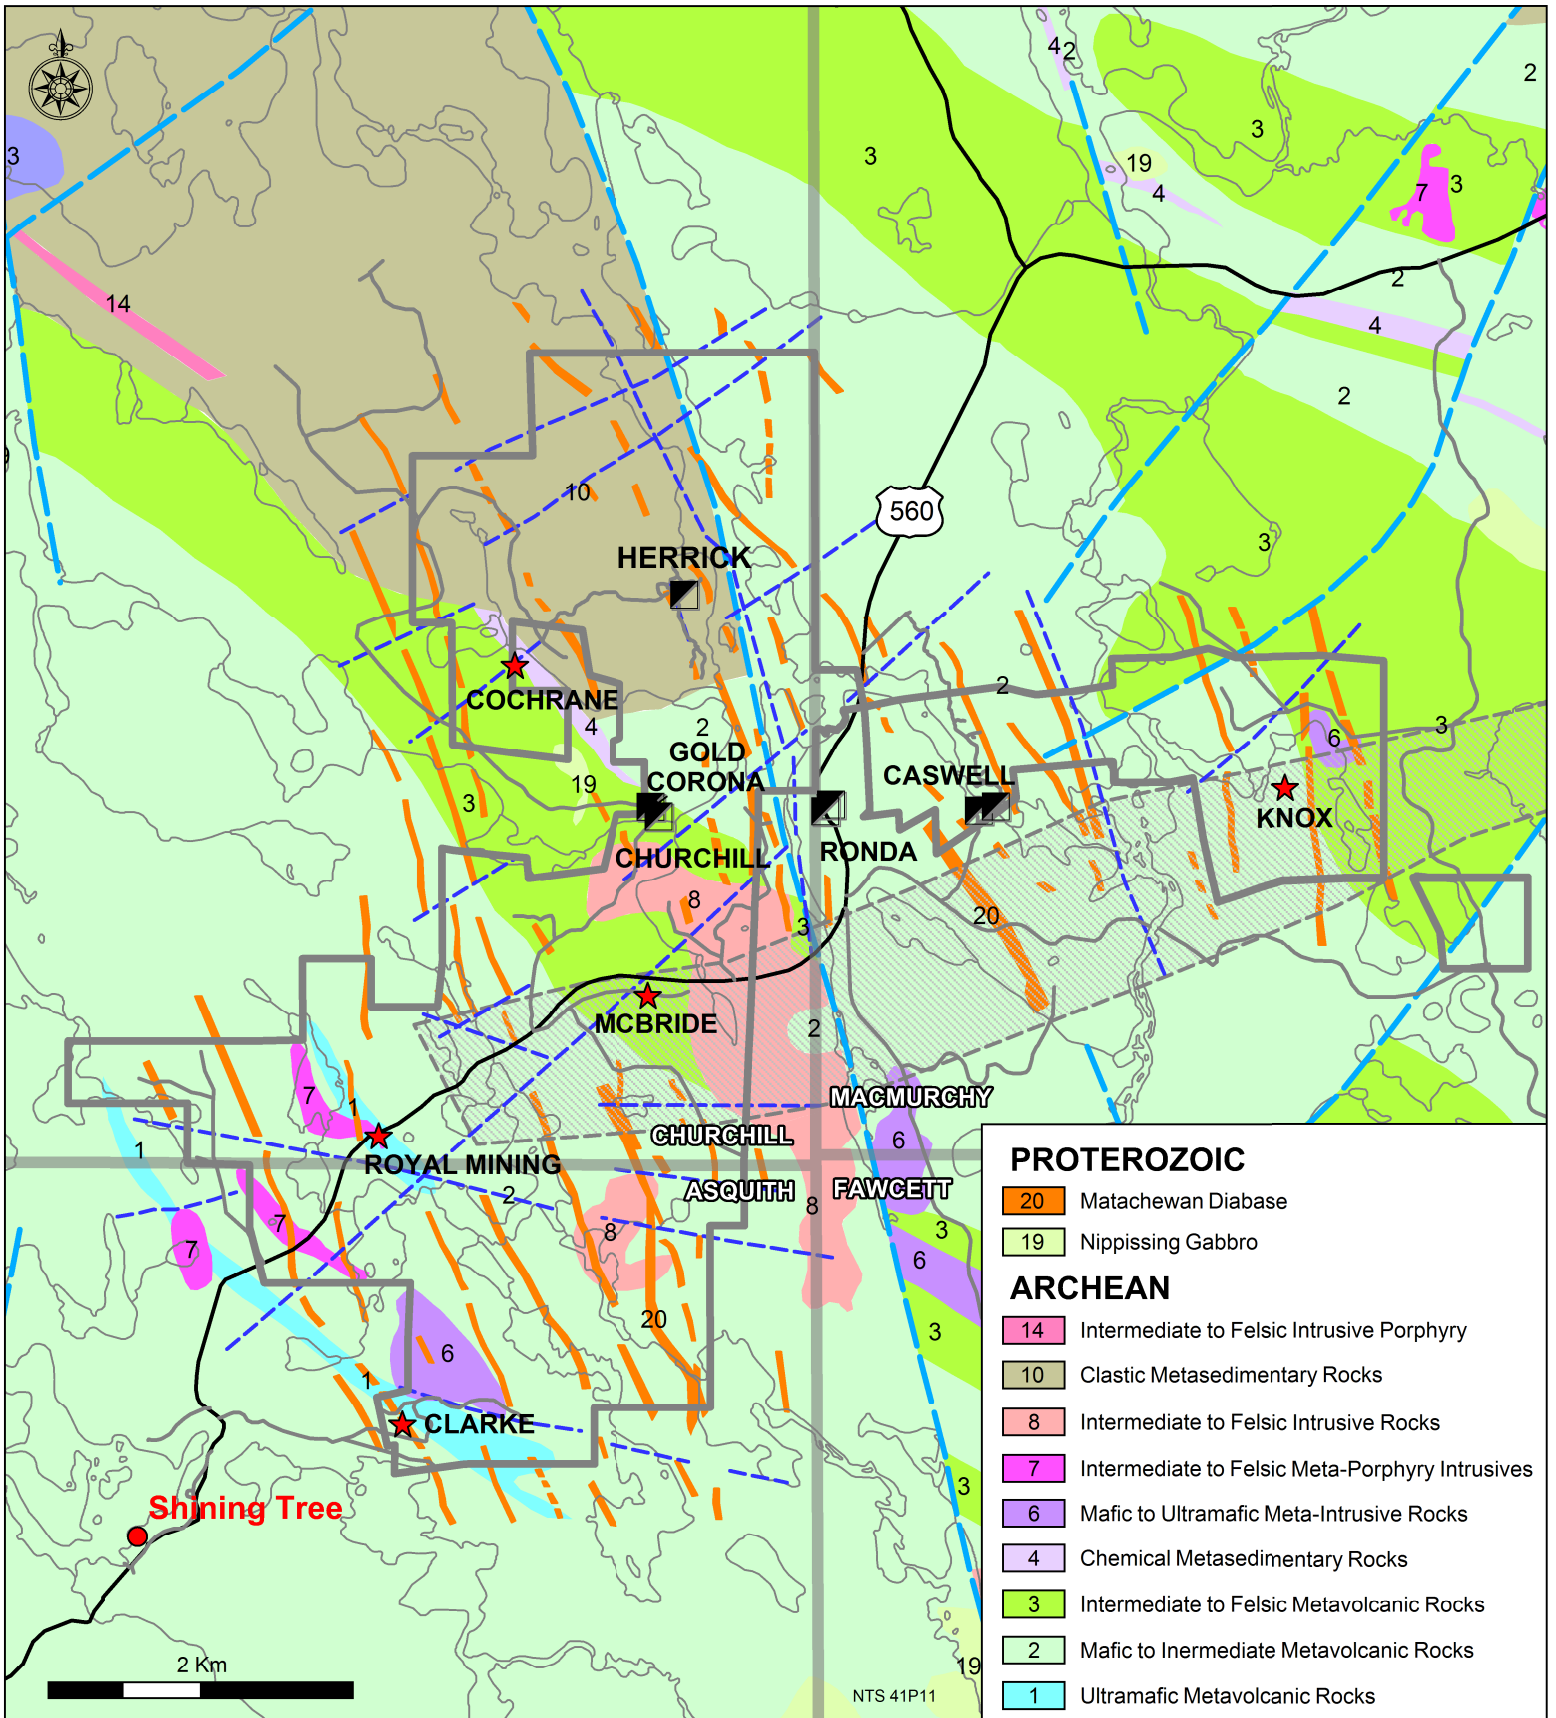 4
2
2
3
3
3
19
4
7
3
14
2
4
2
560
10
3
HERRICK
COCHRANE
4
2
2
3
6
GOLD
CORONA
19
3
CASWELL
KNOX
CHURCHILL
RONDA
8
3
20
MCBRIDE
2
7
1
MACMURCHY
1
CHURCHILL
6
ROYAL MINING
2
ASQUITH
FAWCETT
8
7
8
7
3
6
20
3
6
1
CLARKE
3
Shining Tree
2 Km
19
NTS 41P11
PROTEROZOIC
20 Matachewan Diabase
19 Nippissing Gabbro
ARCHEAN
14 Intermediate to Felsic Intrusive Porphyry
10 Clastic Metasedimentary Rocks
8 Intermediate to Felsic Intrusive Rocks
7 Intermediate to Felsic Meta-Porphyry Intrusives
6 Mafic to Ultramafic Meta-Intrusive Rocks
4 Chemical Metasedimentary Rocks
3 Intermediate to Felsic Metavolcanic Rocks
2 Mafic to Inermediate Metavolcanic Rocks
1 Ultramafic Metavolcanic Rocks